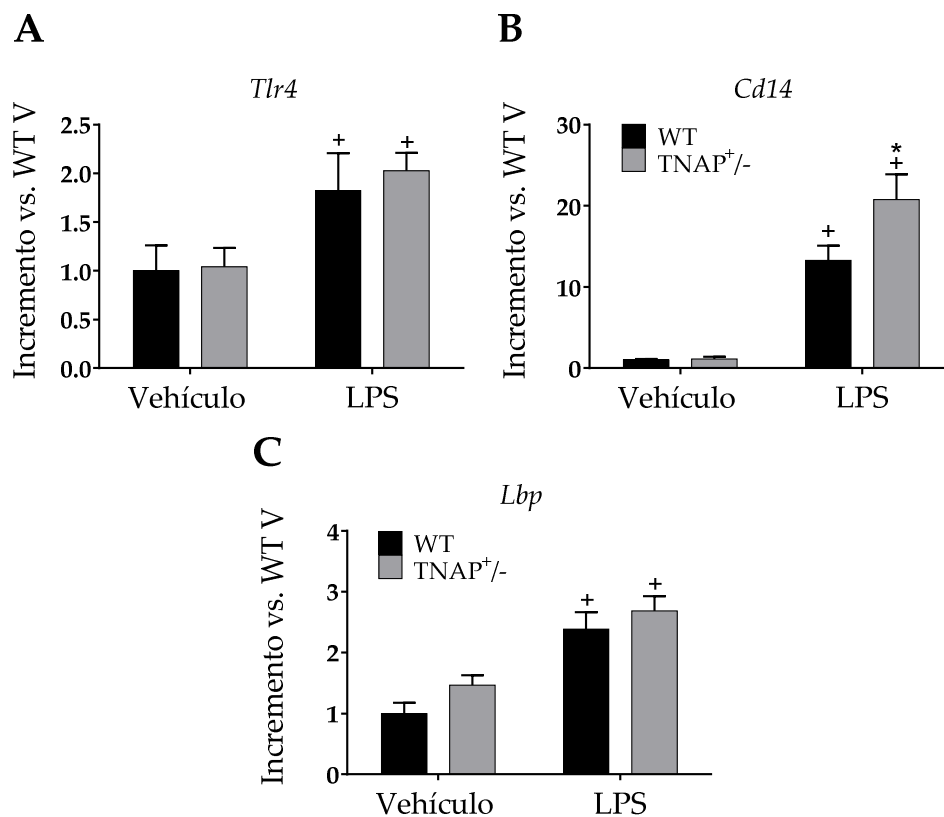 A
Tlr4
Incremento vs. WT V
2.5
2.0
1.5
1.0
0.5
0.0
+
+
Vehículo
LPS
B
Cd14
Incremento vs. WT V
30
20
10
0
WT
TNAP⁺/-
+
*
+
Vehículo
LPS
C
Lbp
Incremento vs. WT V
4
3
2
1
0
WT
TNAP⁺/-
+
+
Vehículo
LPS